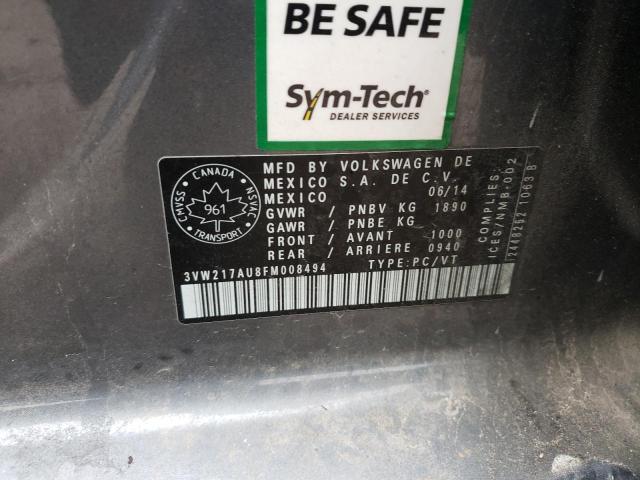 BE SAFE
Sym-Tech®
DEALER SERVICES
CANADA
CMVSS
NSVAC
961
TRANSPORT
MFD BY VOLKSWAGEN DE
MEXICO S.A. DE C.V.
MEXICO 06/14
GVWR / PNBV KG 1890
GAWR / PNBE KG
FRONT / AVANT 1000
REAR / ARRIERE 0940
3VW217AU8FM008494 TYPE:PC/VT
COMPLIES:
ICES/NMB-002
2448252 1063 B